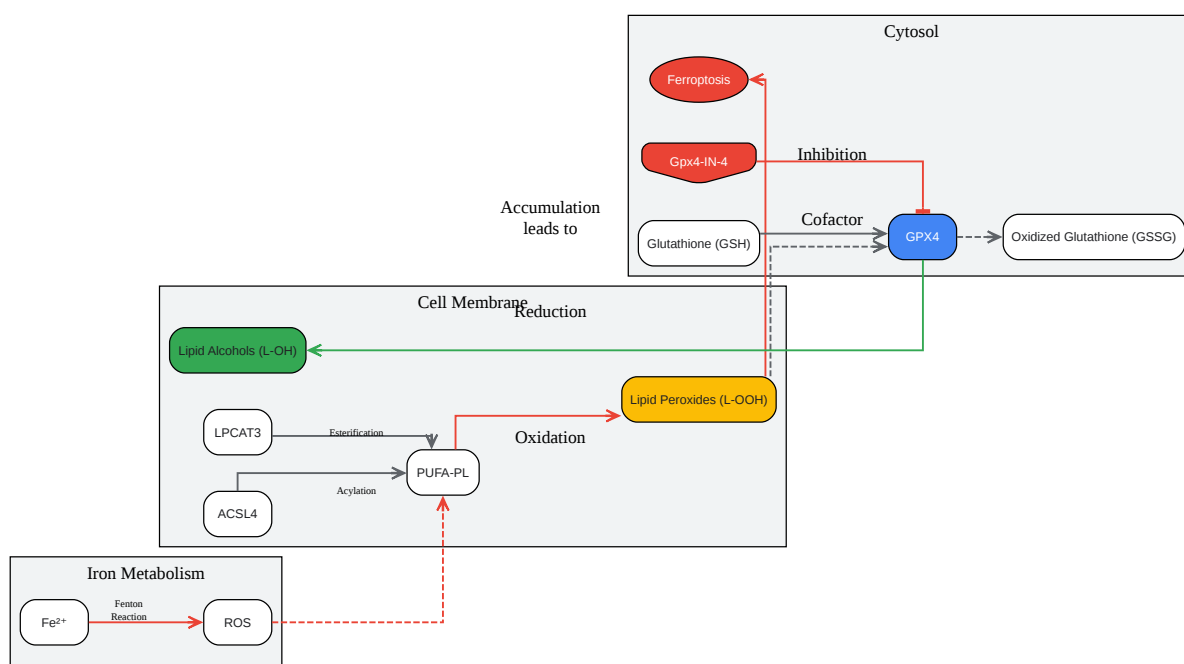 Cytosol
Ferroptosis
Gpx4-IN-4
Inhibition
Accumulation
leads to
Cofactor
Glutathione (GSH)
GPX4
Oxidized Glutathione (GSSG)
Cell Membrane
Reduction
Lipid Alcohols (L-OH)
Lipid Peroxides (L-OOH)
LPCAT3
Esterification
Oxidation
PUFA-PL
Acylation
ACSL4
Iron Metabolism
Fenton
Reaction
Fe²⁺
ROS